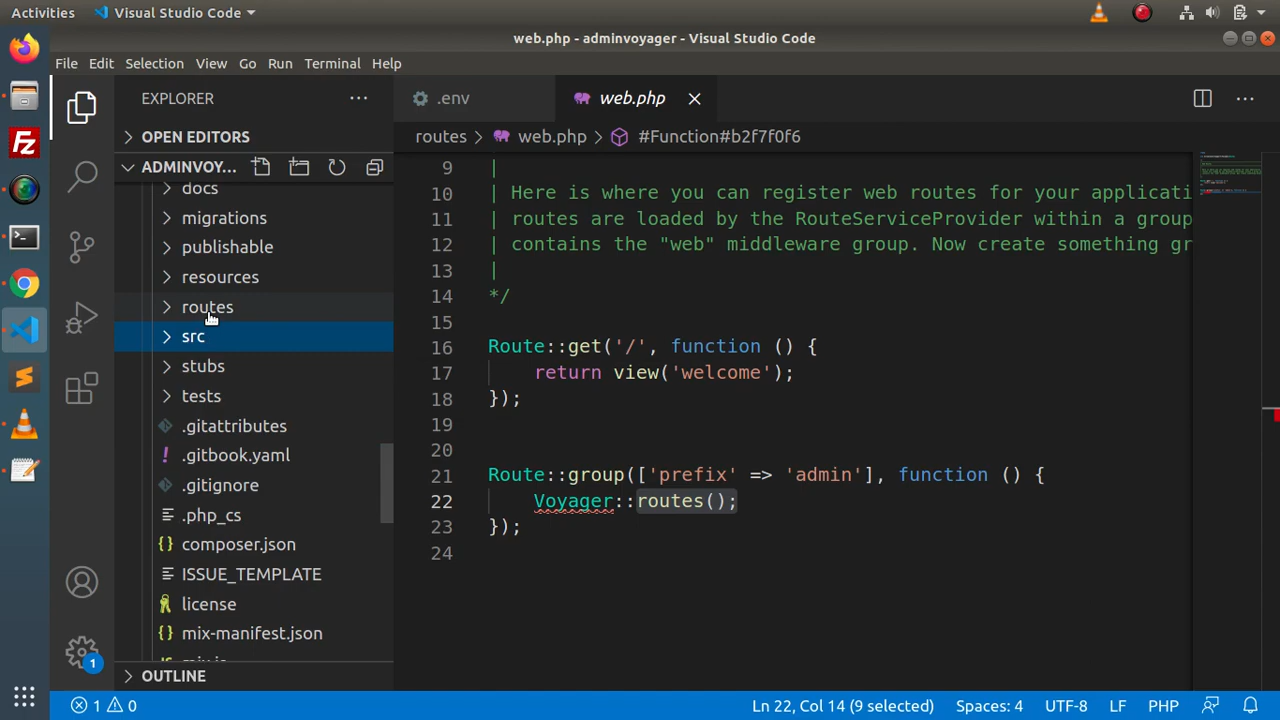 Activities
Visual Studio Code
web.php - adminvoyager - Visual Studio Code
File Edit Selection View Go Run Terminal Help
EXPLORER
OPEN EDITORS
ADMINVOY...
docs
migrations
publishable
resources
routes
src
stubs
tests
.gitattributes
.gitbook.yaml
.gitignore
.php_cs
composer.json
ISSUE_TEMPLATE
license
mix-manifest.json
OUTLINE
.env
web.php
routes > web.php > #Function#b2f7f0f6
9 |
10 | Here is where you can register web routes for your applicati
11 | routes are loaded by the RouteServiceProvider within a group
12 | contains the "web" middleware group. Now create something gr
13 |
14 */
15
16 Route::get('/', function () {
17 return view('welcome');
18 });
19
20
21 Route::group(['prefix' => 'admin'], function () {
22 Voyager::routes();
23 });
24
1
1 0
Ln 22, Col 14 (9 selected)
Spaces: 4
UTF-8
LF
PHP